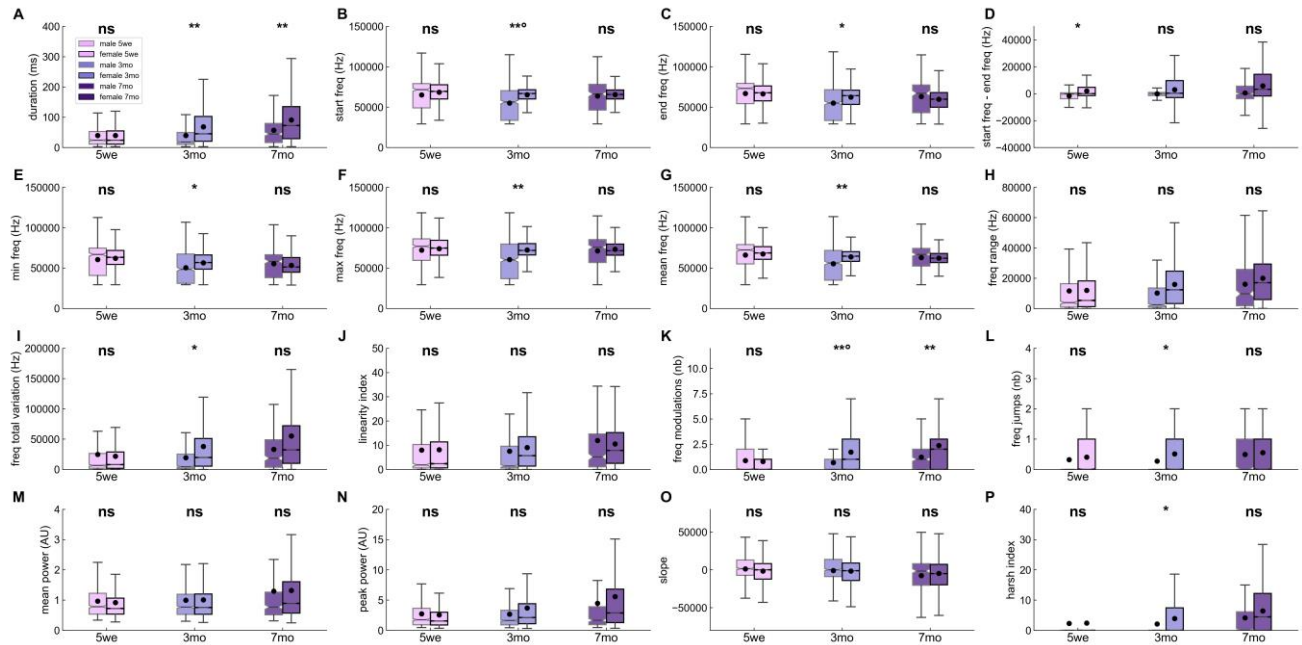 A
duration (ms)
400
300
200
100
0
ns
**
**
male 5we
female 5we
male 3mo
female 3mo
male 7mo
female 7mo
5we
3mo
7mo
B
start freq (Hz)
150000
100000
50000
0
ns
**°
ns
5we
3mo
7mo
C
end freq (Hz)
150000
100000
50000
0
ns
*
ns
5we
3mo
7mo
D
start freq - end freq (Hz)
60000
40000
20000
0
−20000
−40000
*
ns
ns
5we
3mo
7mo
E
min freq (Hz)
150000
100000
50000
0
ns
*
ns
5we
3mo
7mo
F
max freq (Hz)
150000
100000
50000
0
ns
**
ns
5we
3mo
7mo
G
mean freq (Hz)
150000
100000
50000
0
ns
**
ns
5we
3mo
7mo
H
freq range (Hz)
80000
60000
40000
20000
0
ns
ns
ns
5we
3mo
7mo
I
freq total variation (Hz)
200000
150000
100000
50000
0
ns
*
ns
5we
3mo
7mo
J
linearity index
50
40
30
20
10
0
ns
ns
ns
5we
3mo
7mo
K
freq modulations (nb)
10.0
7.5
5.0
2.5
0.0
ns
**°
**
5we
3mo
7mo
L
freq jumps (nb)
4
3
2
1
0
ns
*
ns
5we
3mo
7mo
M
mean power (AU)
4
3
2
1
0
ns
ns
ns
5we
3mo
7mo
N
peak power (AU)
20
15
10
5
0
ns
ns
ns
5we
3mo
7mo
O
slope
50000
0
−50000
ns
ns
ns
5we
3mo
7mo
P
harsh index
40
30
20
10
0
ns
*
ns
5we
3mo
7mo